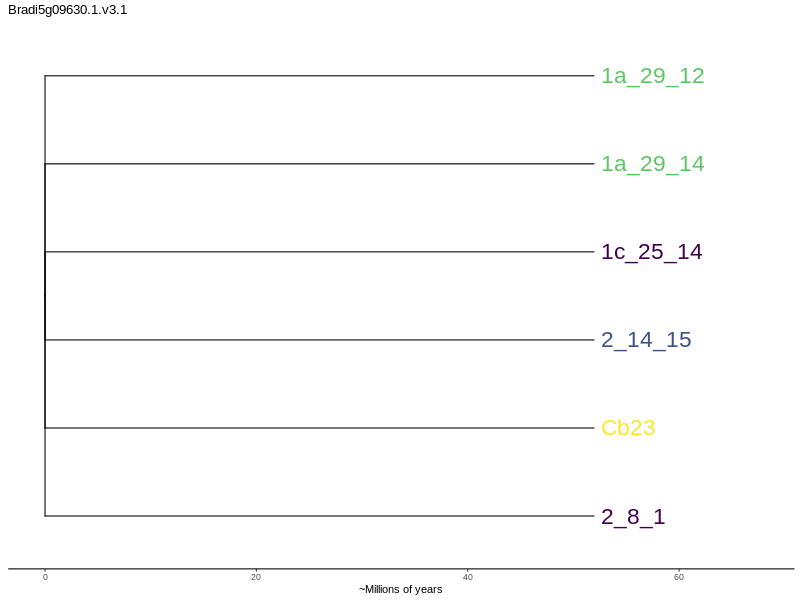 Bradi5g09630.1.v3.1
1a_29_12
1a_29_14
1c_25_14
2_14_15
Cb23
2_8_1
0 20 40 60
~Millions of years